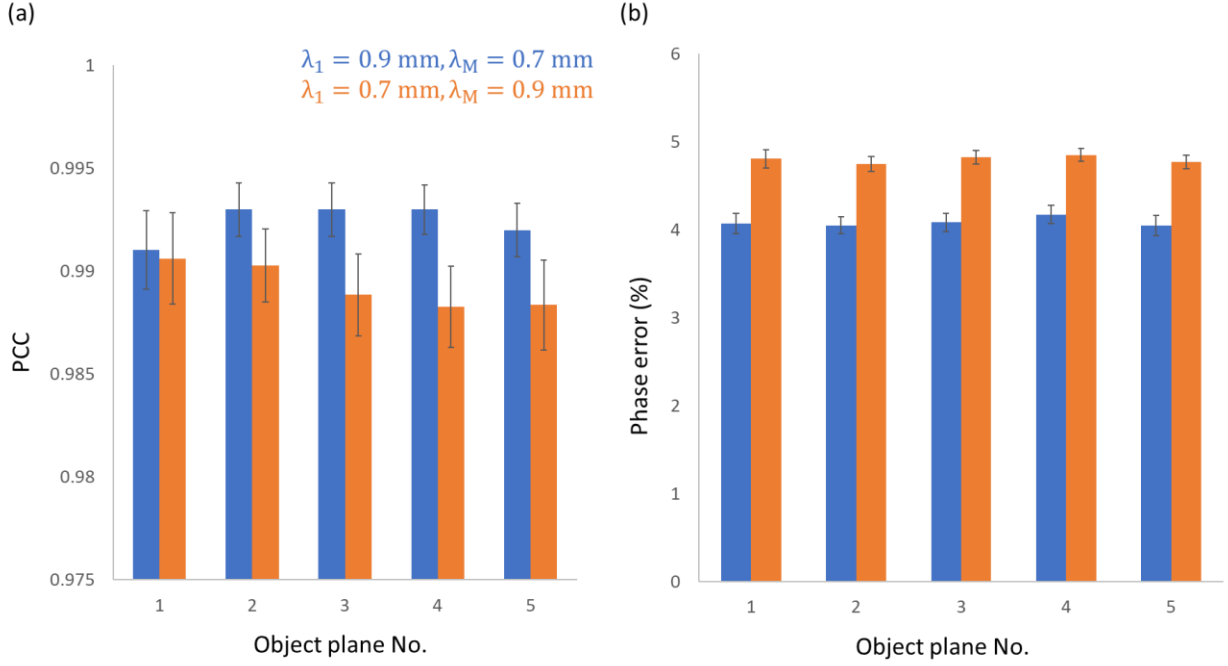 (a)
λ₁ = 0.9 mm, λ_M = 0.7 mm
λ₁ = 0.7 mm, λ_M = 0.9 mm
1
0.995
0.99
0.985
0.98
0.975
PCC
1 2 3 4 5
Object plane No.
(b)
6
5
4
3
2
1
0
Phase error (%)
1 2 3 4 5
Object plane No.